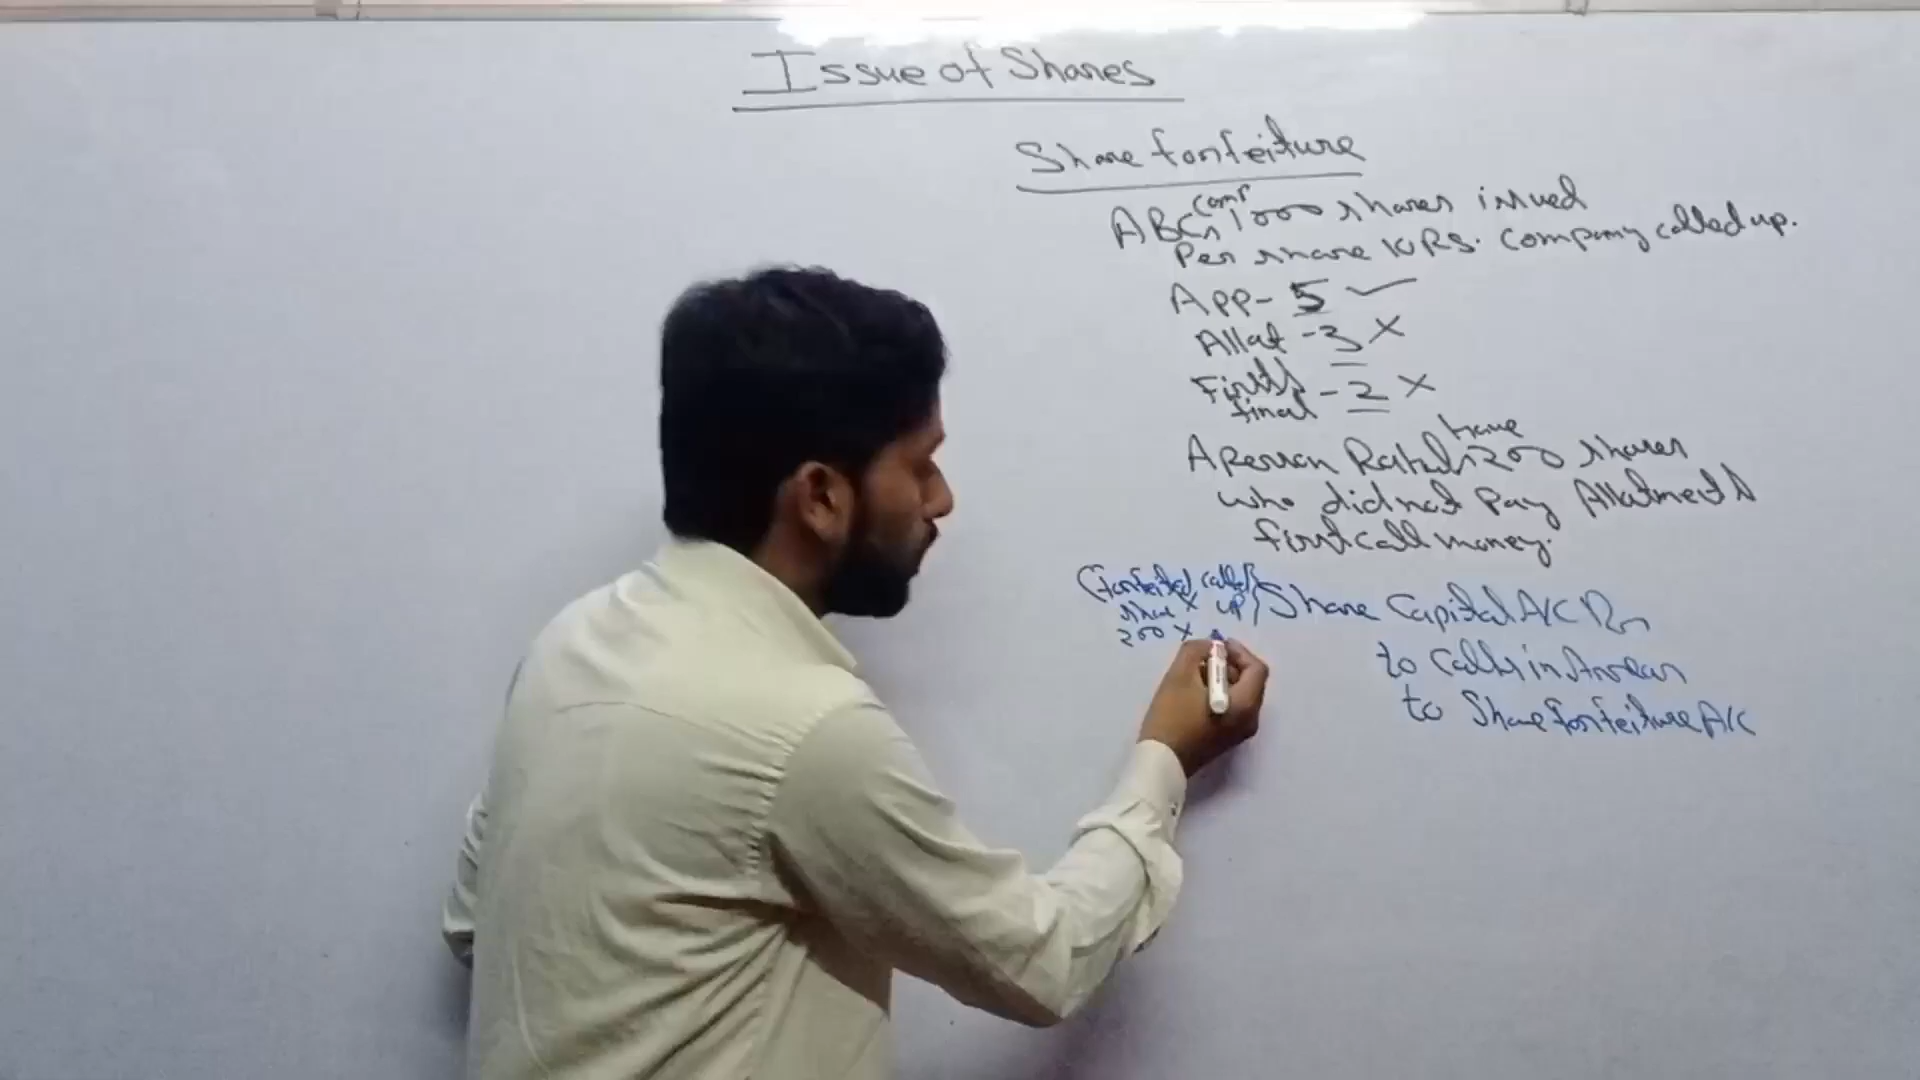 Issue of Shares
Share forfeiture
ABC comp 1000 shares issued
Per share 10 Rs. Company called up.
App - 5 ✓
Allot - 3 ×
First & final - 2 ×
A Person have 200 shares
who did not pay Allotment &
first call money.
(forfeited share × called up) Share Capital A/C Dr
200 ×
to Calls in Arrear
to Share forfeiture A/C